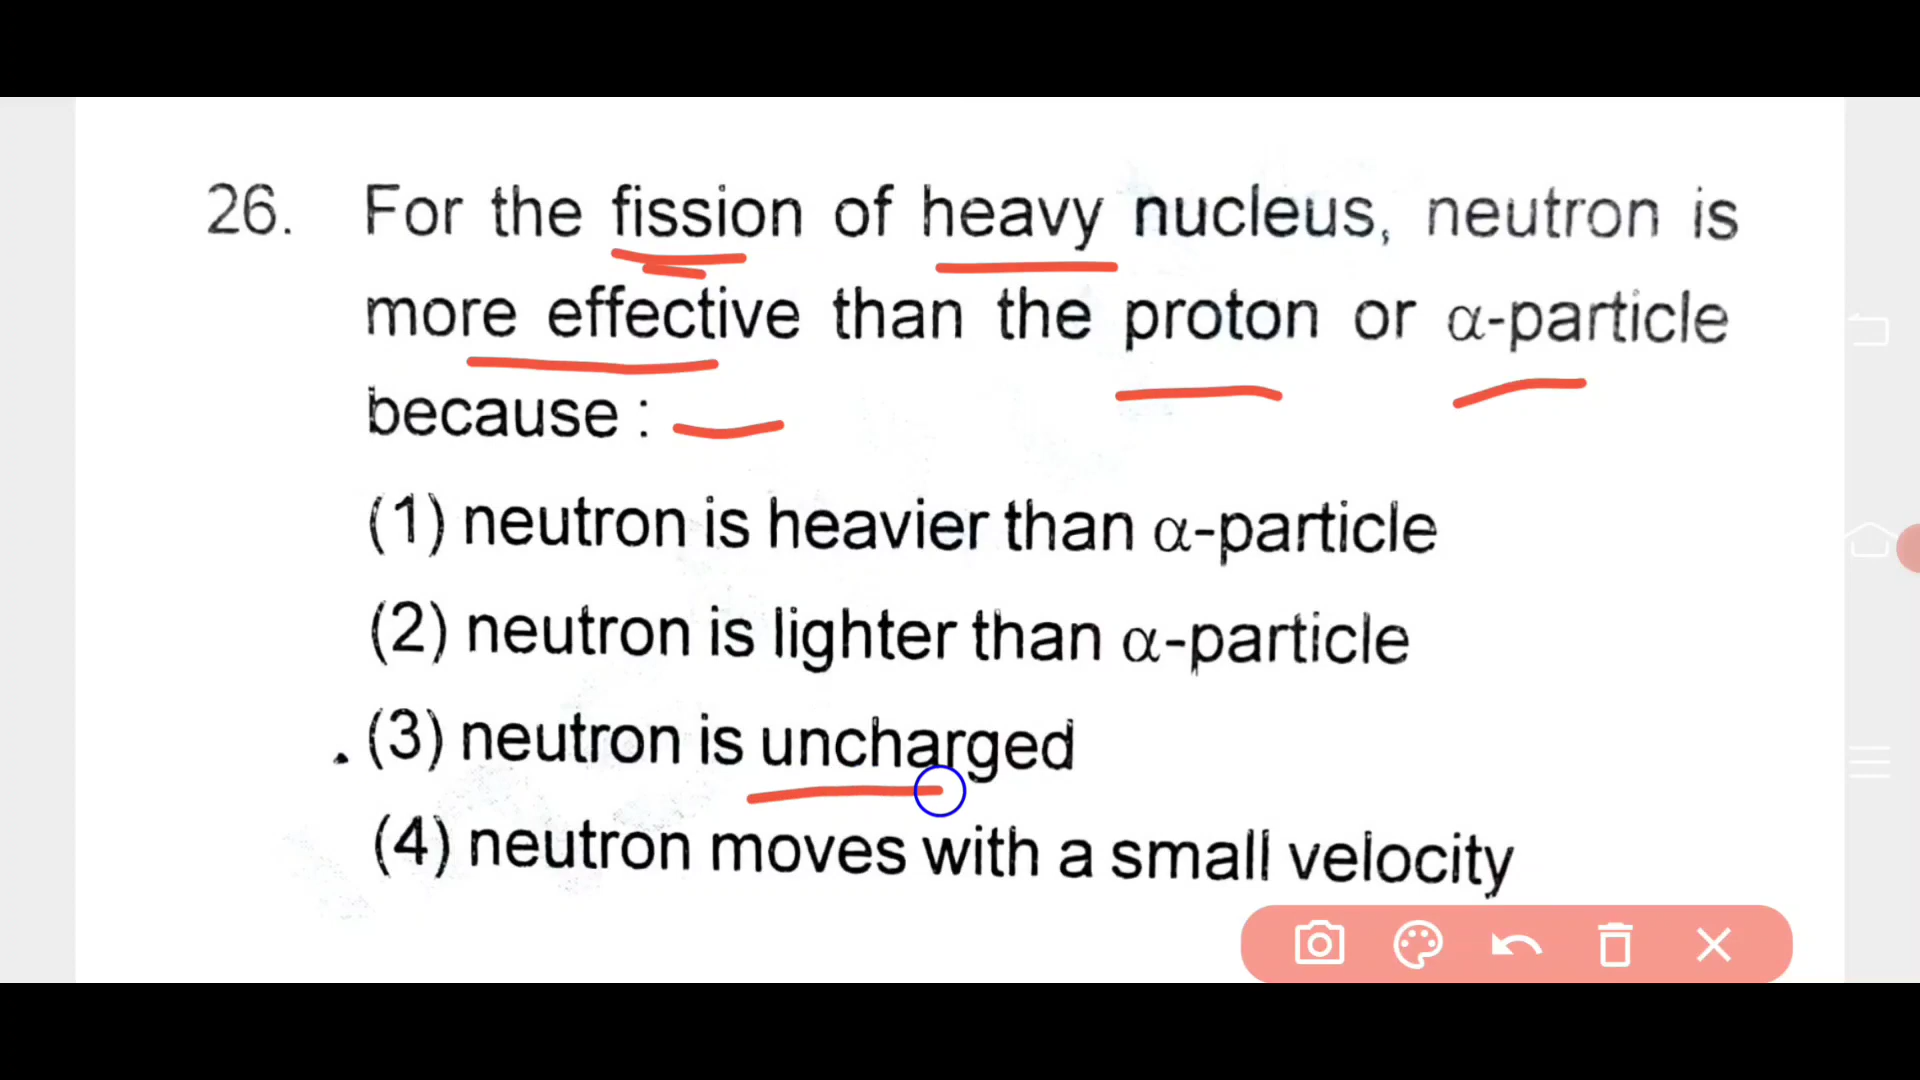 26. For the fission of heavy nucleus, neutron is
more effective than the proton or α-particle
because :
(1) neutron is heavier than α-particle
(2) neutron is lighter than α-particle
(3) neutron is uncharged
(4) neutron moves with a small velocity